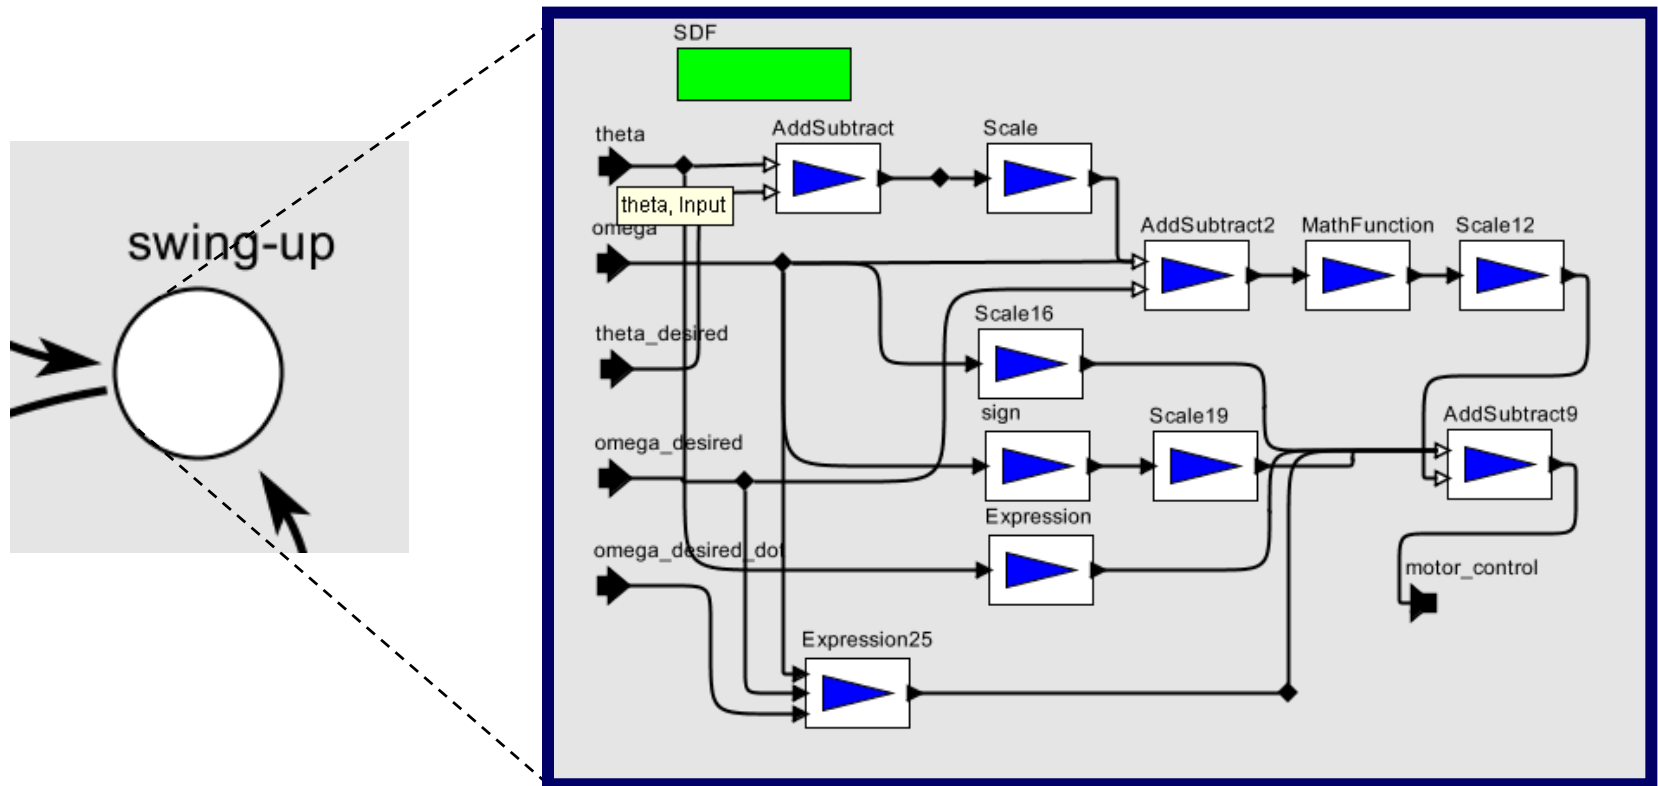 SDF
theta
AddSubtract
Scale
theta, Input
omega
AddSubtract2
MathFunction
Scale12
swing-up
Scale16
theta_desired
sign
Scale19
AddSubtract9
omega_desired
Expression
omega_desired_dot
motor_control
Expression25